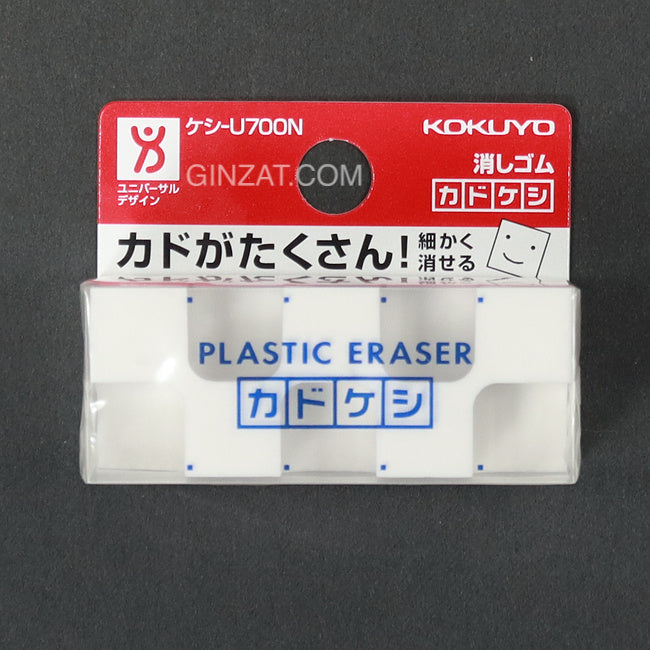 ケシ-U700N
KOKUYO
GINZAT.COM
ユニバーサル
デザイン
消しゴム
カドケシ
カドがたくさん!
細かく
消せる
PLASTIC ERASER
カドケシ